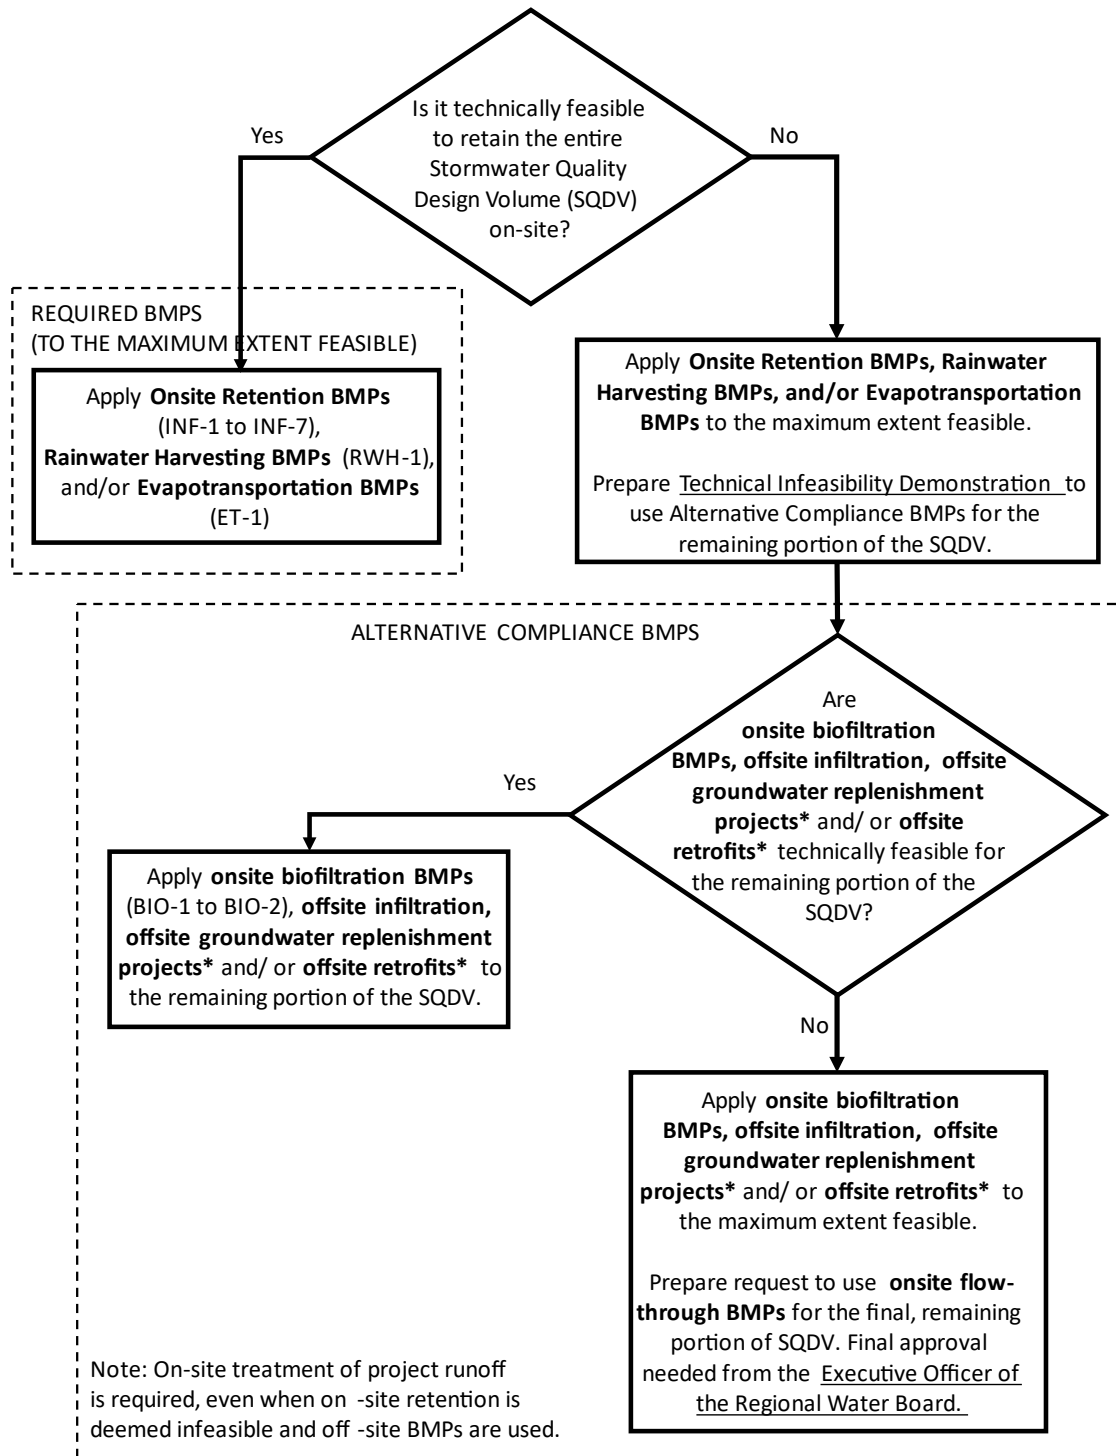 Is it technically feasible
to retain the entire
Stormwater Quality
Design Volume (SQDV)
on-site?
Yes
No
REQUIRED BMPS
(TO THE MAXIMUM EXTENT FEASIBLE)
Apply Onsite Retention BMPs
(INF-1 to INF-7),
Rainwater Harvesting BMPs (RWH-1),
and/or Evapotransportation BMPs
(ET-1)
Apply Onsite Retention BMPs, Rainwater
Harvesting BMPs, and/or Evapotransportation
BMPs to the maximum extent feasible.
Prepare Technical Infeasibility Demonstration to
use Alternative Compliance BMPs for the
remaining portion of the SQDV.
ALTERNATIVE COMPLIANCE BMPS
Are
onsite biofiltration
BMPs, offsite infiltration, offsite
groundwater replenishment
projects* and/ or offsite
retrofits* technically feasible for
the remaining portion of the
SQDV?
Yes
Apply onsite biofiltration BMPs
(BIO-1 to BIO-2), offsite infiltration,
offsite groundwater replenishment
projects* and/ or offsite retrofits* to
the remaining portion of the SQDV.
No
Apply onsite biofiltration
BMPs, offsite infiltration, offsite
groundwater replenishment
projects* and/ or offsite retrofits* to
the maximum extent feasible.
Prepare request to use onsite flow-
through BMPs for the final, remaining
portion of SQDV. Final approval
needed from the Executive Officer of
the Regional Water Board.
Note: On-site treatment of project runoff
is required, even when on -site retention is
deemed infeasible and off -site BMPs are used.